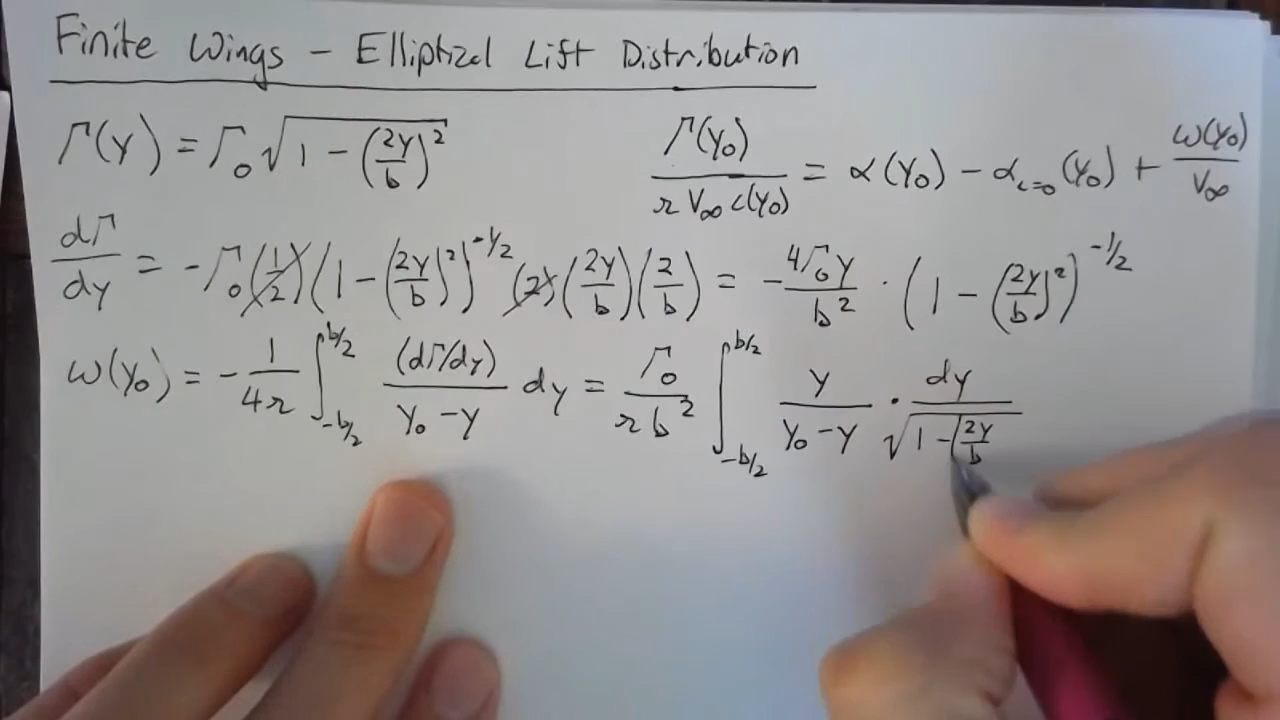 Finite Wings – Elliptical Lift Distribution
Γ(y) = Γ₀ √(1 – (2y/b)²)
Γ(y₀) / (π V∞ c(y₀)) = α(y₀) – α_{L=0}(y₀) + ω(y₀)/V∞
dΓ/dy = –Γ₀ (1/2) (1 – (2y/b)²)^{-1/2} (2) (2y/b) (2/b) = – 4Γ₀y/b² · (1 – (2y/b)²)^{-1/2}
ω(y₀) = – 1/4π ∫_{-b/2}^{b/2} (dΓ/dy)/(y₀ – y) dy = Γ₀/πb² ∫_{-b/2}^{b/2} y/(y₀ – y) · dy/√(1 – (2y/b